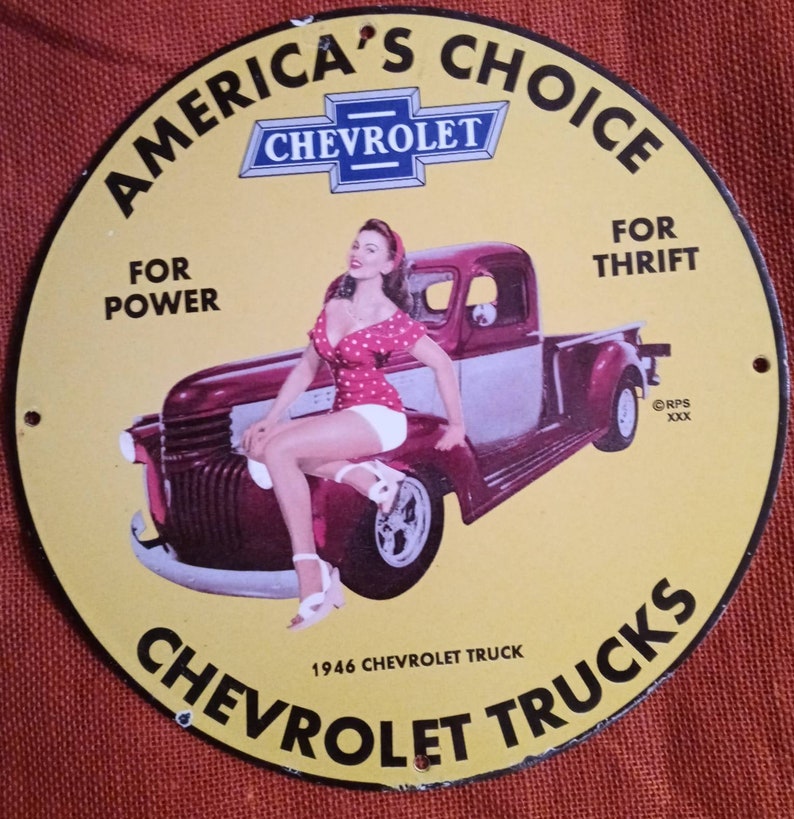 AMERICA'S CHOICE
CHEVROLET
FOR
POWER
FOR
THRIFT
©RPS
XXX
1946 CHEVROLET TRUCK
CHEVROLET TRUCKS